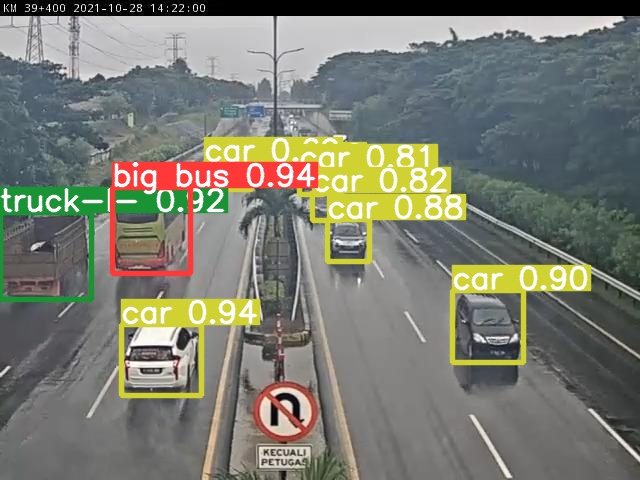 KM 39+400 2021-10-28 14:22:00
car 0.81
big bus 0.94
car 0.82
truck-l- 0.92
car 0.88
car 0.90
car 0.94
KECUALI
PETUGAS